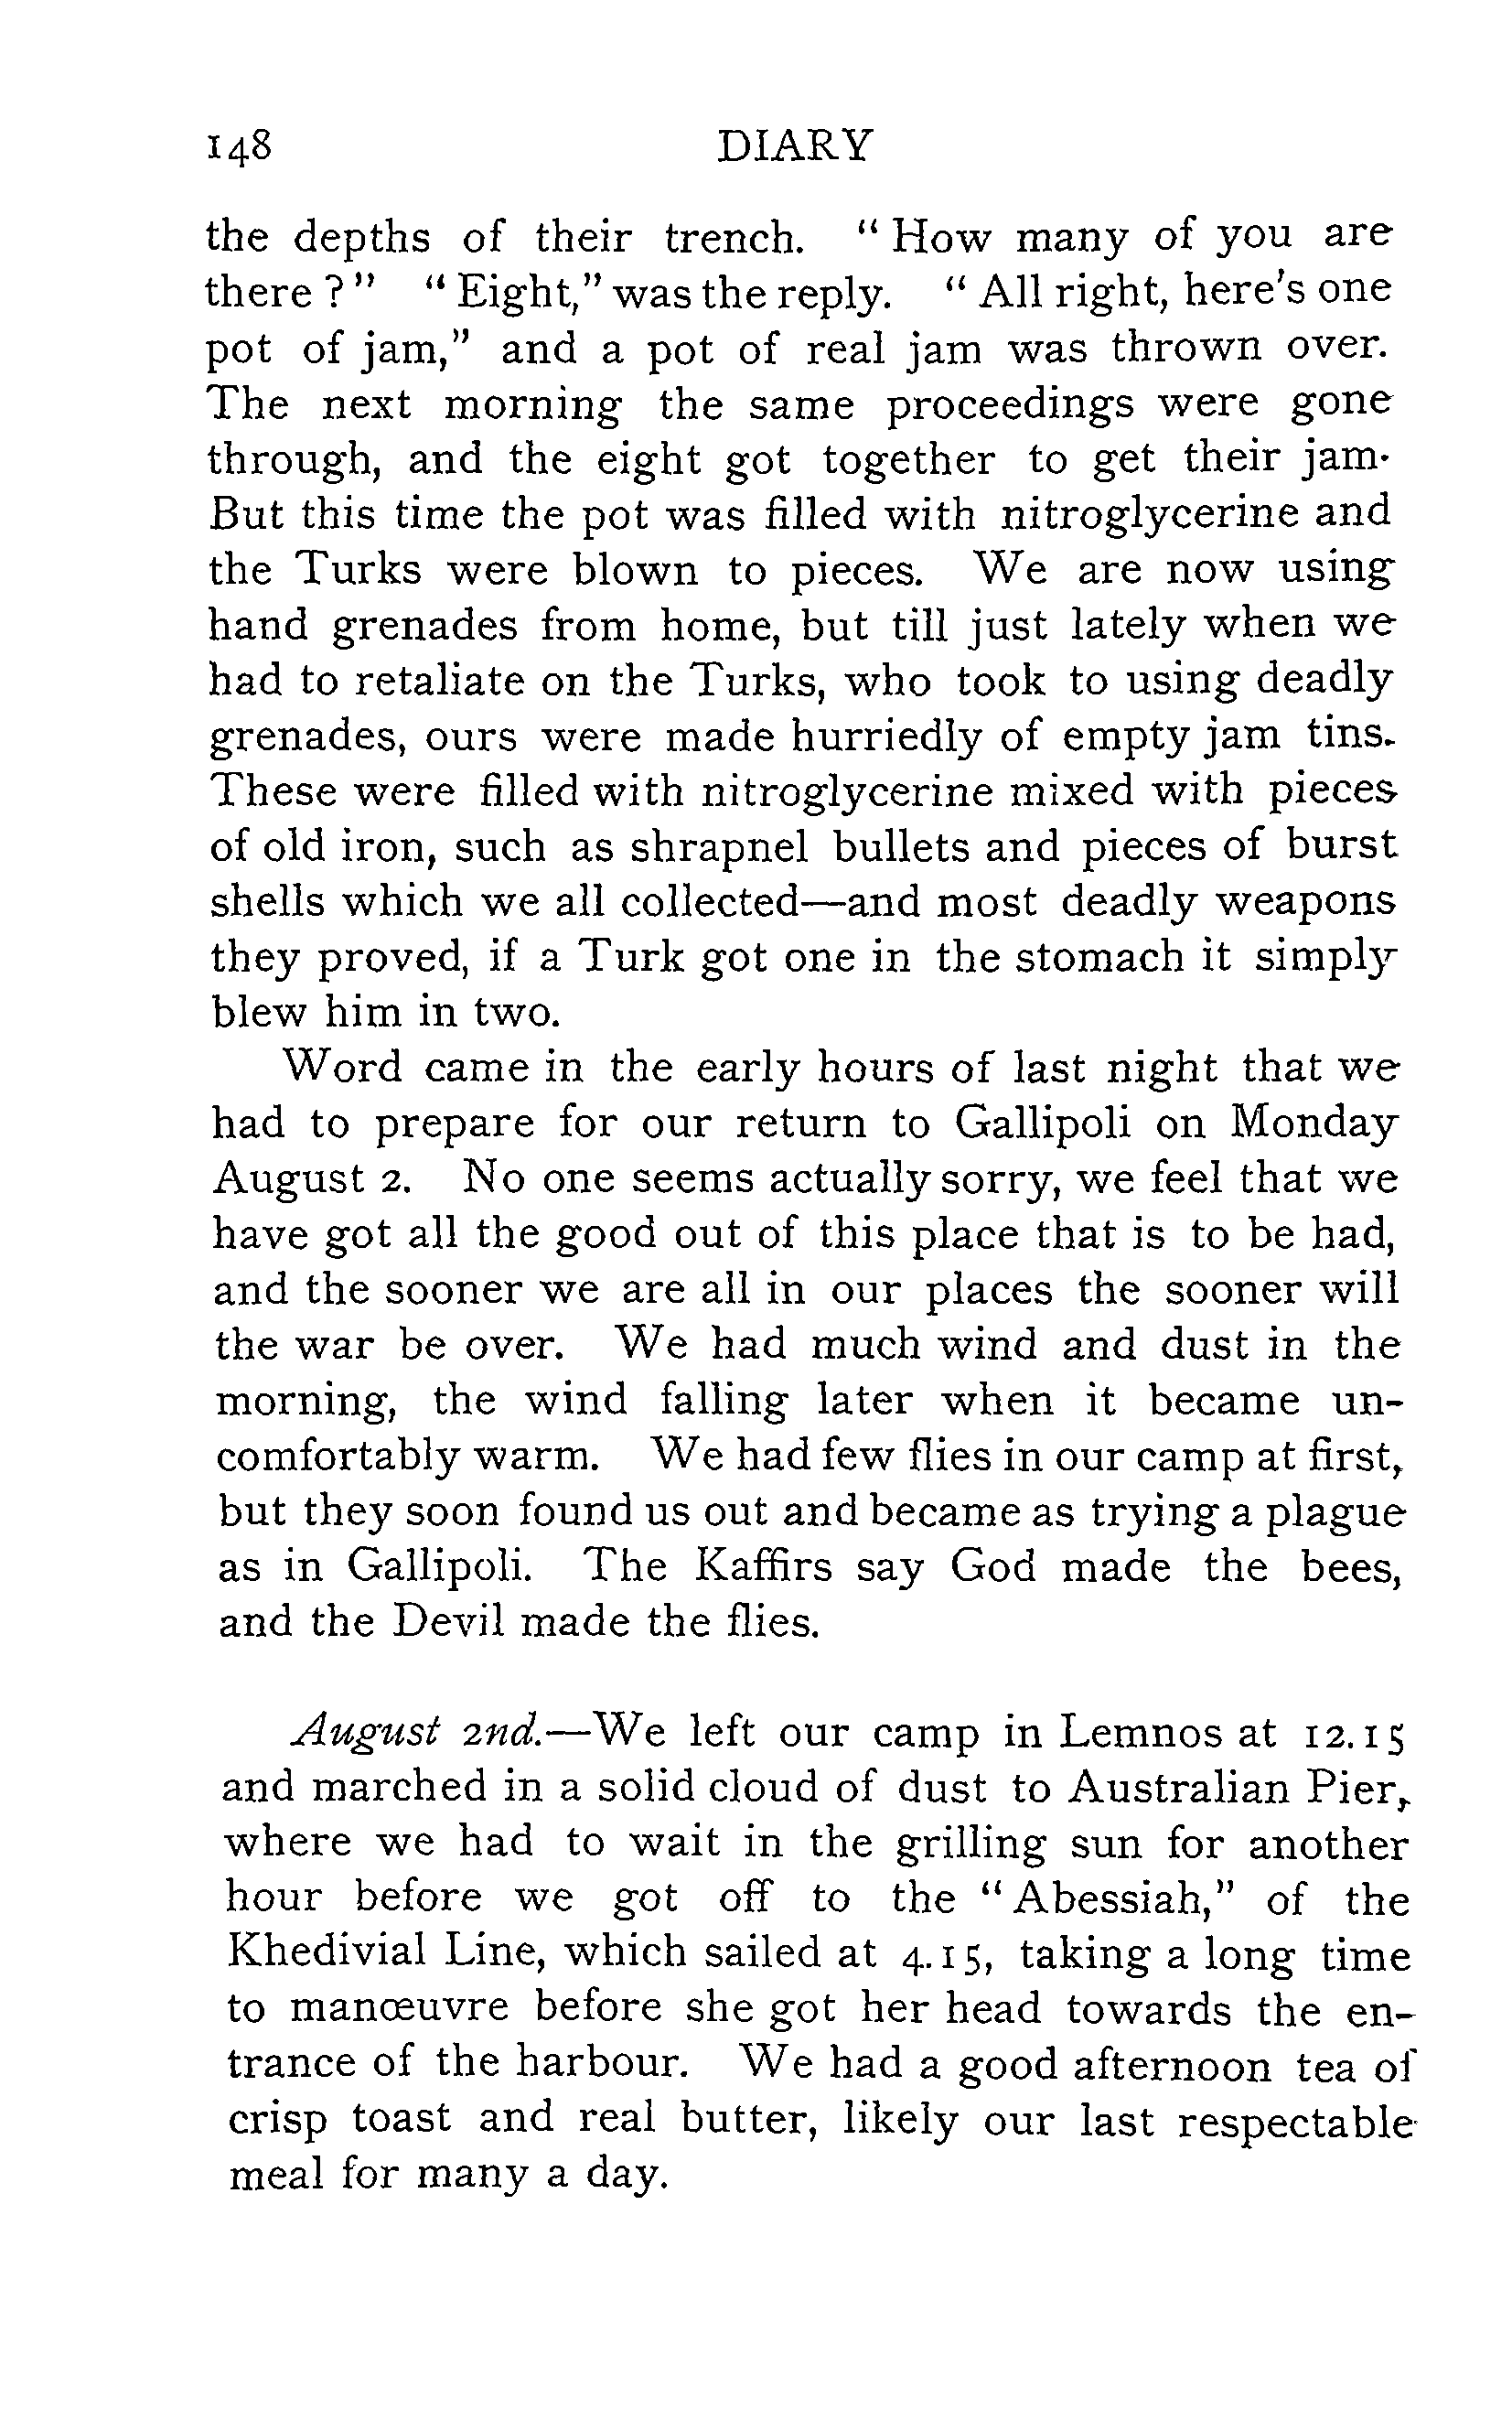 148 DIARY
the depths of their trench. “ How many of you are
there ? ” “ Eight,” was the reply. “ All right, here's one
pot of jam,” and a pot of real jam was thrown over.
The next morning the same proceedings were gone
through, and the eight got together to get their jam.
But this time the pot was filled with nitroglycerine and
the Turks were blown to pieces. We are now using
hand grenades from home, but till just lately when we
had to retaliate on the Turks, who took to using deadly
grenades, ours were made hurriedly of empty jam tins.
These were filled with nitroglycerine mixed with pieces
of old iron, such as shrapnel bullets and pieces of burst
shells which we all collected—and most deadly weapons
they proved, if a Turk got one in the stomach it simply
blew him in two.
Word came in the early hours of last night that we
had to prepare for our return to Gallipoli on Monday
August 2. No one seems actually sorry, we feel that we
have got all the good out of this place that is to be had,
and the sooner we are all in our places the sooner will
the war be over. We had much wind and dust in the
morning, the wind falling later when it became un-
comfortably warm. We had few flies in our camp at first,
but they soon found us out and became as trying a plague
as in Gallipoli. The Kaffirs say God made the bees,
and the Devil made the flies.
August 2nd.—We left our camp in Lemnos at 12.15
and marched in a solid cloud of dust to Australian Pier,
where we had to wait in the grilling sun for another
hour before we got off to the “ Abessiah,” of the
Khedivial Line, which sailed at 4.15, taking a long time
to manœuvre before she got her head towards the en-
trance of the harbour. We had a good afternoon tea of
crisp toast and real butter, likely our last respectable
meal for many a day.